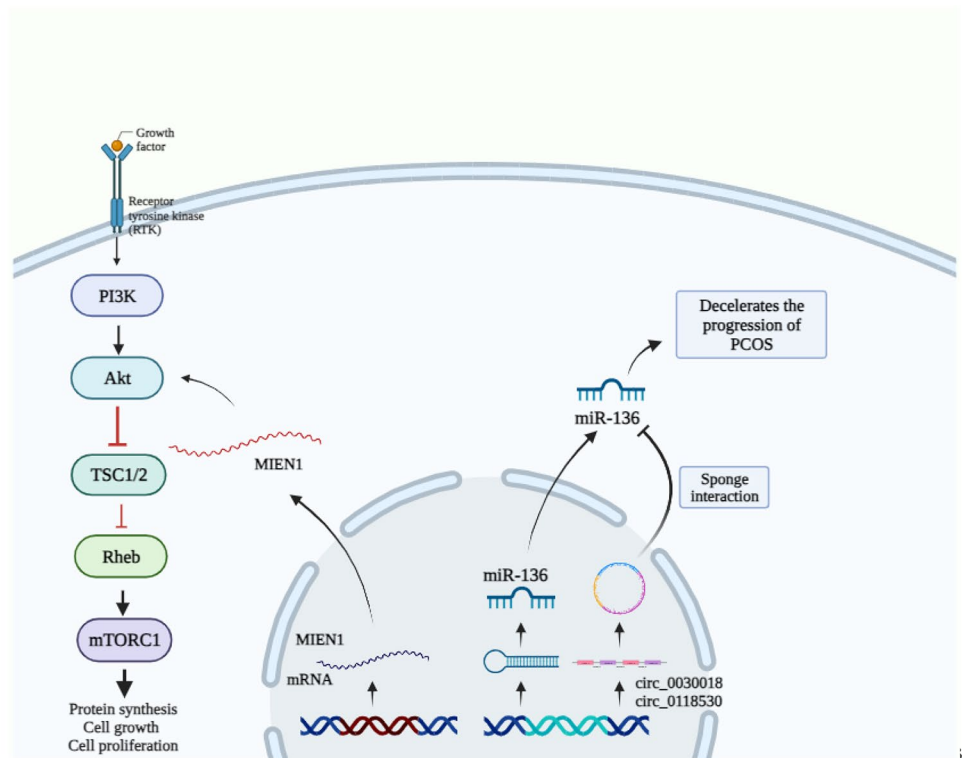 Growth
factor
Receptor
tyrosine kinase
(RTK)
PI3K
Akt
TSC1/2
Rheb
mTORC1
Protein synthesis
Cell growth
Cell proliferation
MIEN1
MIEN1
mRNA
Decelerates the
progression of
PCOS
miR-136
Sponge
interaction
miR-136
circ_0030018
circ_0118530